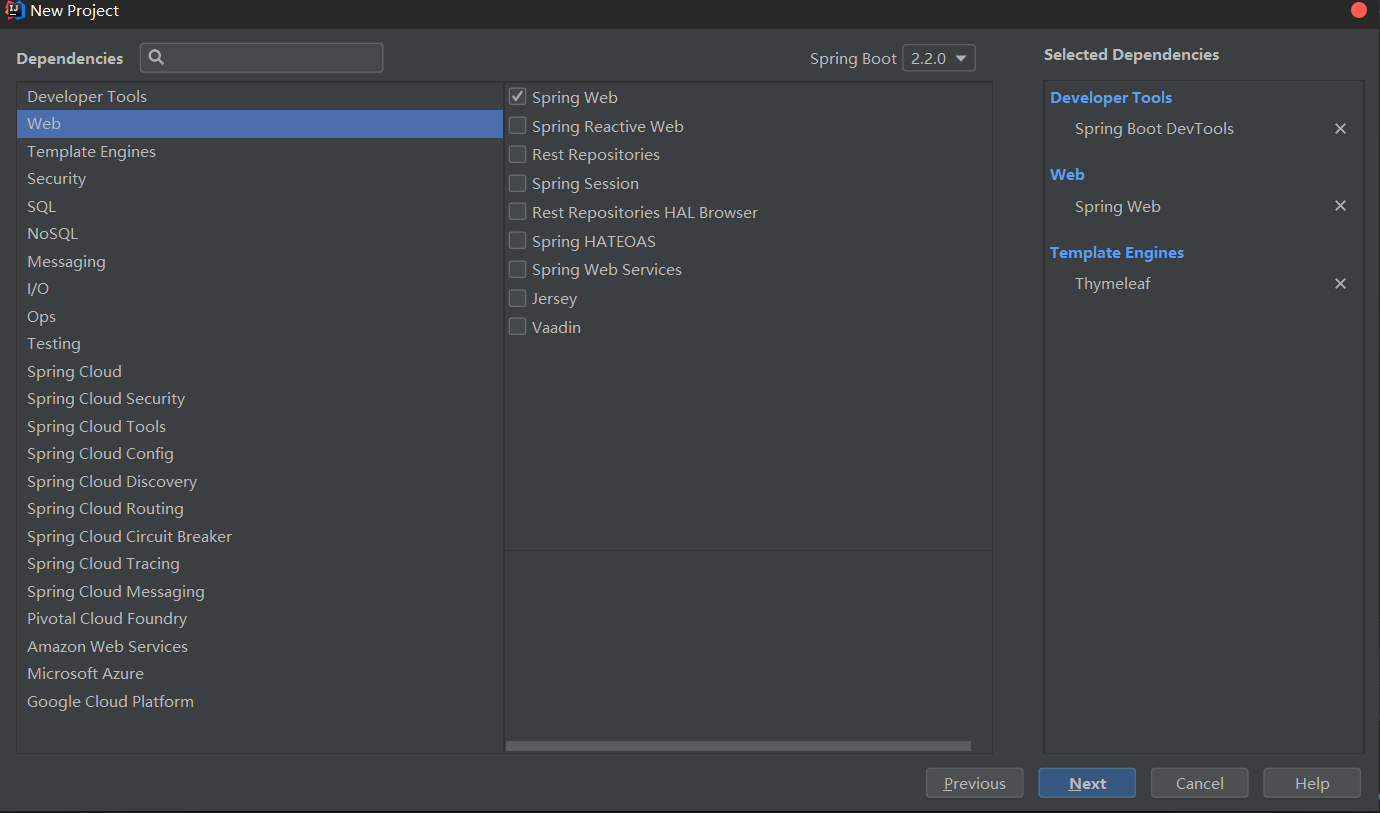 New Project
Dependencies
Spring Boot 2.2.0
Selected Dependencies
Developer Tools
Web
Template Engines
Security
SQL
NoSQL
Messaging
I/O
Ops
Testing
Spring Cloud
Spring Cloud Security
Spring Cloud Tools
Spring Cloud Config
Spring Cloud Discovery
Spring Cloud Routing
Spring Cloud Circuit Breaker
Spring Cloud Tracing
Spring Cloud Messaging
Pivotal Cloud Foundry
Amazon Web Services
Microsoft Azure
Google Cloud Platform
Spring Web
Spring Reactive Web
Rest Repositories
Spring Session
Rest Repositories HAL Browser
Spring HATEOAS
Spring Web Services
Jersey
Vaadin
Developer Tools
Spring Boot DevTools
Web
Spring Web
Template Engines
Thymeleaf
Previous
Next
Cancel
Help